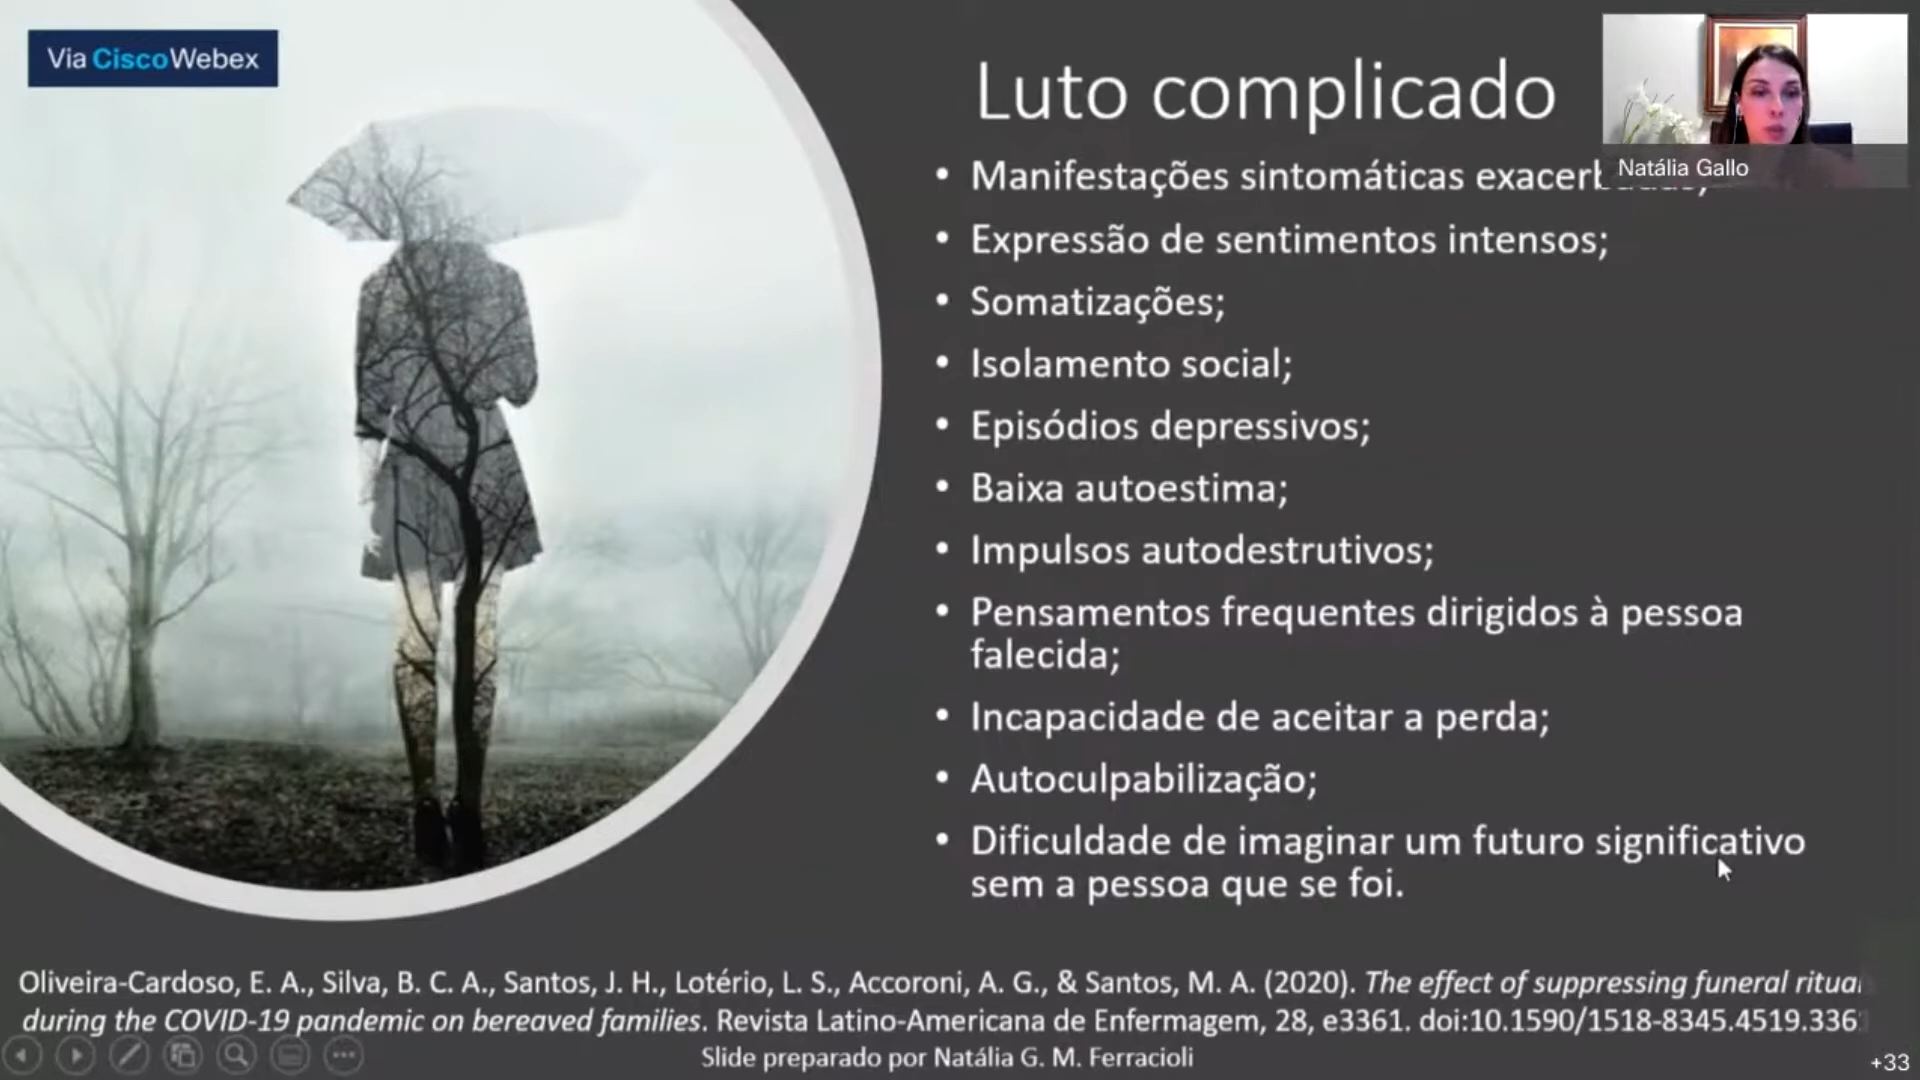 Via CiscoWebex
Luto complicado
Natália Gallo
• Manifestações sintomáticas
• Expressão de sentimentos intensos;
• Somatizações;
• Isolamento social;
• Episódios depressivos;
• Baixa autoestima;
• Impulsos autodestrutivos;
• Pensamentos frequentes dirigidos à pessoa
falecida;
• Incapacidade de aceitar a perda;
• Autoculpabilização;
• Dificuldade de imaginar um futuro significativo
sem a pessoa que se foi.
Oliveira-Cardoso, E. A., Silva, B. C. A., Santos, J. H., Lotério, L. S., Accoroni, A. G., & Santos, M. A. (2020). The effect of suppressing funeral
during the COVID-19 pandemic on bereaved families. Revista Latino-Americana de Enfermagem, 28, e3361. doi:10.1590/1518-8345.4519.336
Slide preparado por Natália G. M. Ferracioli
+33